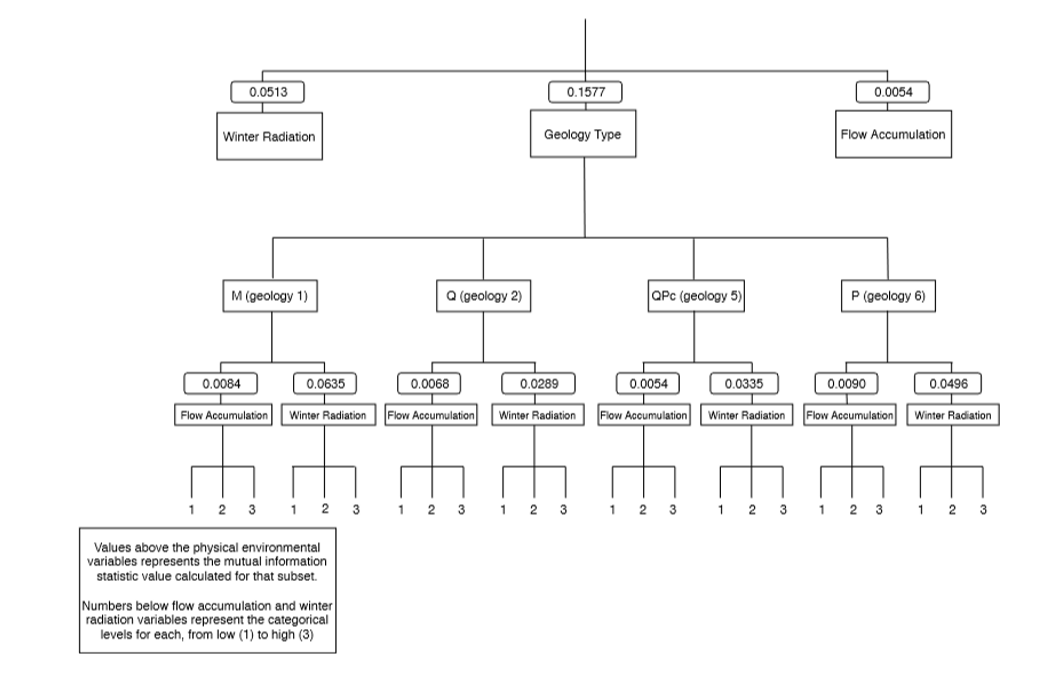 0.0513
0.1577
0.0054
Winter Radiation
Geology Type
Flow Accumulation
M (geology 1)
Q (geology 2)
QPc (geology 5)
P (geology 6)
0.0084
0.0635
0.0068
0.0289
0.0054
0.0335
0.0090
0.0496
Flow Accumulation
Winter Radiation
Flow Accumulation
Winter Radiation
Flow Accumulation
Winter Radiation
Flow Accumulation
Winter Radiation
1 2 3
1 2 3
1 2 3
1 2 3
1 2 3
1 2 3
1 2 3
1 2 3
Values above the physical environmental
variables represents the mutual information
statistic value calculated for that subset.
Numbers below flow accumulation and winter
radiation variables represent the categorical
levels for each, from low (1) to high (3)